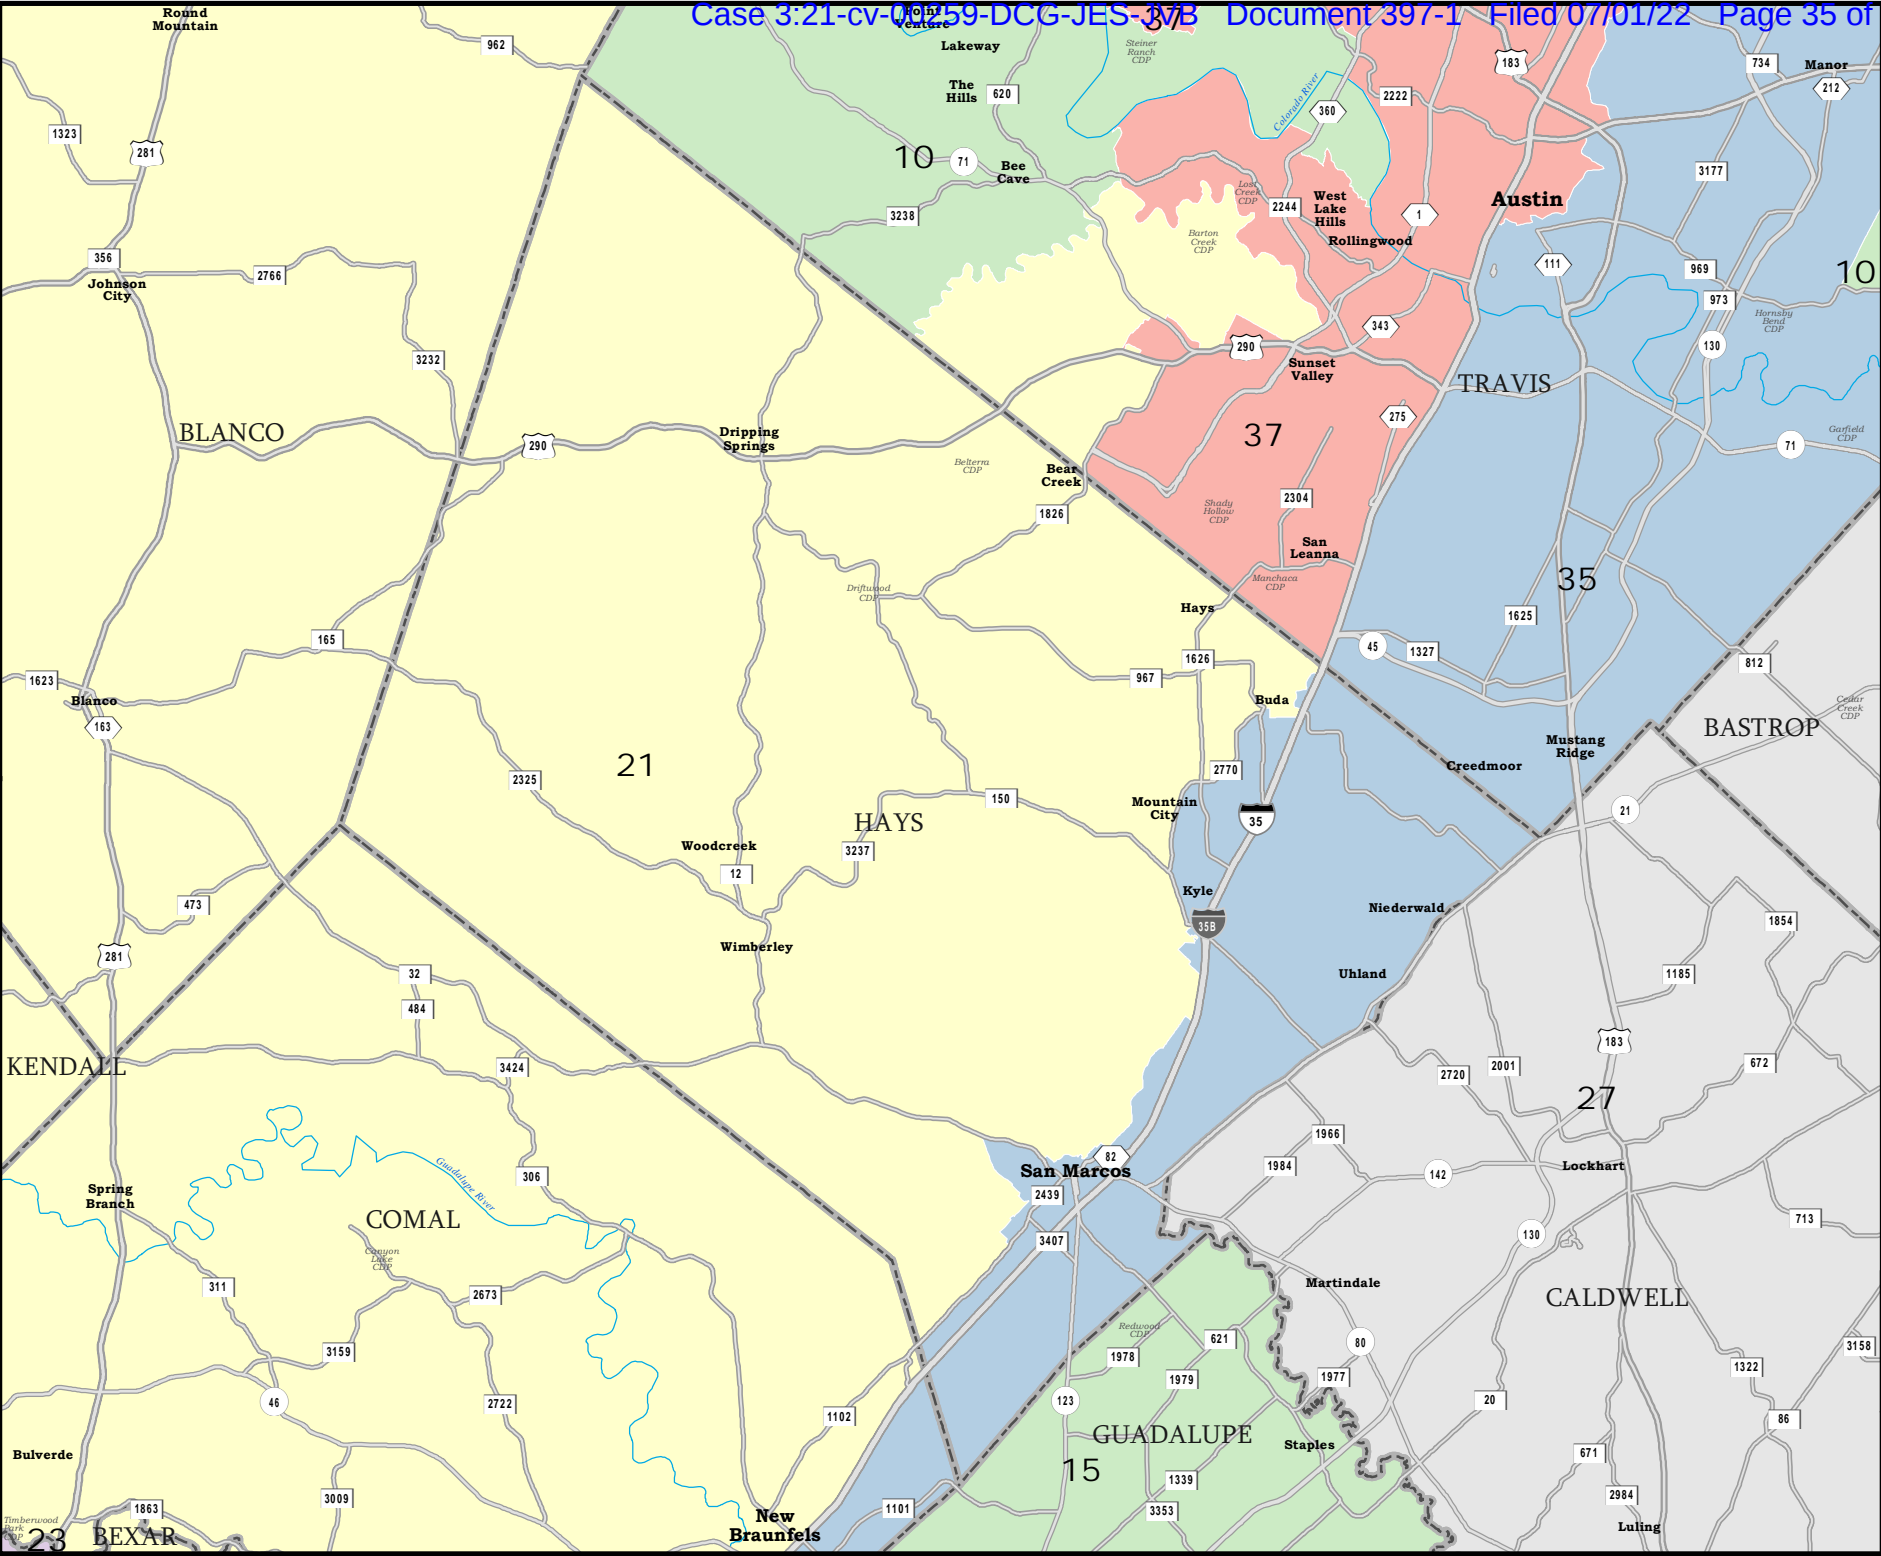 Case 3:21-cv-00259-DCG-JES-JVB Document 397-1 Filed 07/01/22 Page 35 of
Round
Mountain
Point
Venture
37
Lakeway
Steiner
Ranch
CDP
962
183
734
Manor
212
The
Hills
620
2222
360
Colorado River
1323
281
10
71
Bee
Cave
3177
Lost
Creek
CDP
2244
West
Lake
Hills
Austin
3238
1
Rollingwood
Barton
Creek
CDP
356
Johnson
City
2766
111
969
10
973
Hornsby
Bend
CDP
343
130
3232
290
Sunset
Valley
TRAVIS
275
BLANCO
290
Dripping
Springs
37
71
Garfield
CDP
Belterra
CDP
Bear
Creek
2304
1826
Shady
Hollow
CDP
San
Leanna
Manchaca
CDP
35
Driftwood
CDP
Hays
1625
165
45
1327
1626
812
1623
967
Blanco
163
Buda
Cedar
Creek
CDP
BASTROP
Mustang
Ridge
Creedmoor
21
2325
2770
150
Mountain
City
35
21
HAYS
Woodcreek
3237
12
Kyle
473
Niederwald
1854
35B
Wimberley
281
32
Uhland
1185
484
183
KENDALL
3424
2720
2001
672
27
1966
1984
142
Lockhart
82
San Marcos
306
Guadalupe River
Spring
Branch
2439
COMAL
3407
130
713
Canyon
Lake
CDP
311
2673
Martindale
CALDWELL
Redwood
CDP
621
80
3159
1978
3158
1979
1977
1322
46
2722
123
20
1102
86
GUADALUPE
Staples
Bulverde
671
15
1339
3009
1863
1101
3353
2984
Timberwood
Park
CDP
23
BEXAR
New
Braunfels
Luling